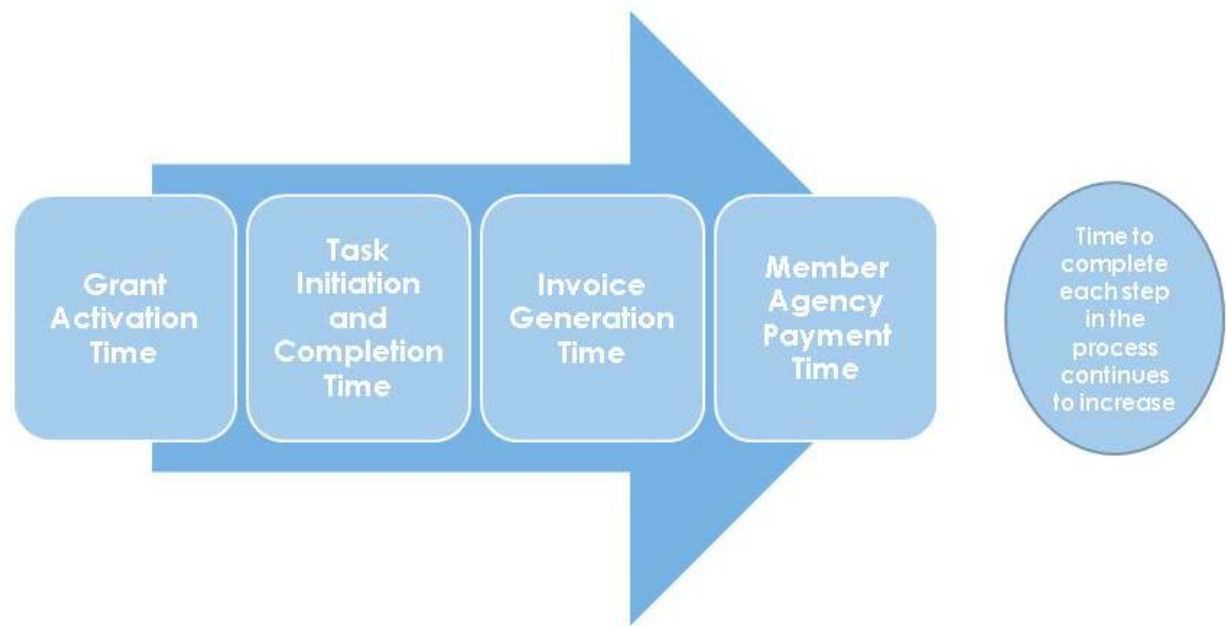 Grant
Activation
Time
Task
Initiation
and
Completion
Time
Invoice
Generation
Time
Member
Agency
Payment
Time
Time to
complete
each step
in the
process
continues
to increase